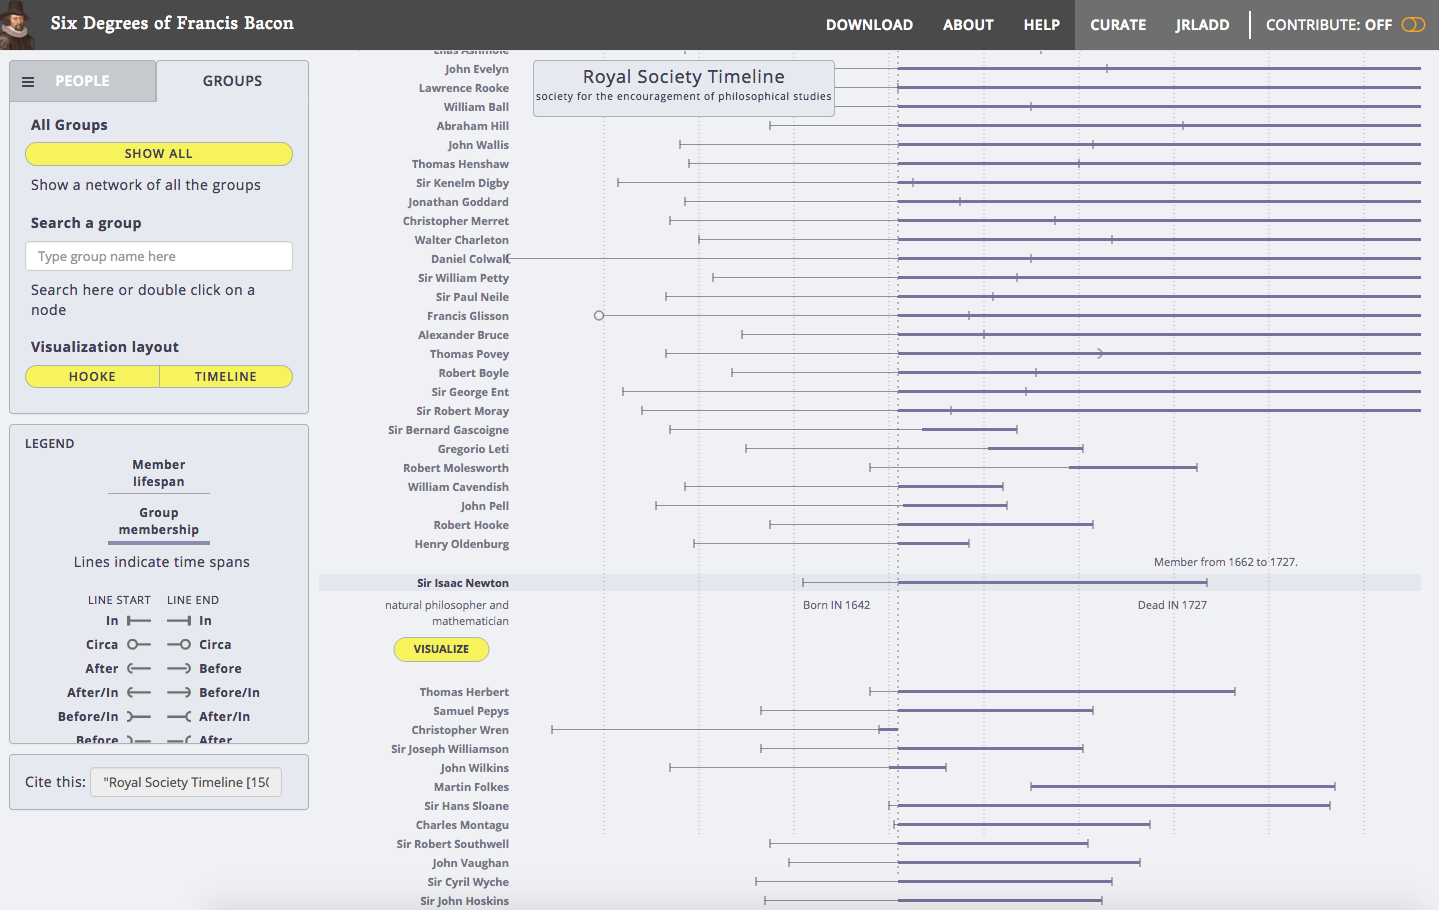 Six Degrees of Francis Bacon
DOWNLOAD ABOUT HELP CURATE JRLADD CONTRIBUTE: OFF
PEOPLE GROUPS
All Groups
SHOW ALL
Show a network of all the groups
Search a group
Type group name here
Search here or double click on a
node
Visualization layout
HOOKE TIMELINE
LEGEND
Member
lifespan
Group
membership
Lines indicate time spans
LINE START LINE END
In In
Circa Circa
After Before
After/In Before/In
Before/In After/In
Before After
Cite this: "Royal Society Timeline [150
Royal Society Timeline
society for the encouragement of philosophical studies
Elias Ashmole
John Evelyn
Lawrence Rooke
William Ball
Abraham Hill
John Wallis
Thomas Henshaw
Sir Kenelm Digby
Jonathan Goddard
Christopher Merret
Walter Charleton
Daniel Colwall
Sir William Petty
Sir Paul Neile
Francis Glisson
Alexander Bruce
Thomas Povey
Robert Boyle
Sir George Ent
Sir Robert Moray
Sir Bernard Gascoigne
Gregorio Leti
Robert Molesworth
William Cavendish
John Pell
Robert Hooke
Henry Oldenburg
Member from 1662 to 1727.
Sir Isaac Newton
natural philosopher and
mathematician
Born IN 1642 Dead IN 1727
VISUALIZE
Thomas Herbert
Samuel Pepys
Christopher Wren
Sir Joseph Williamson
John Wilkins
Martin Folkes
Sir Hans Sloane
Charles Montagu
Sir Robert Southwell
John Vaughan
Sir Cyril Wyche
Sir John Hoskins